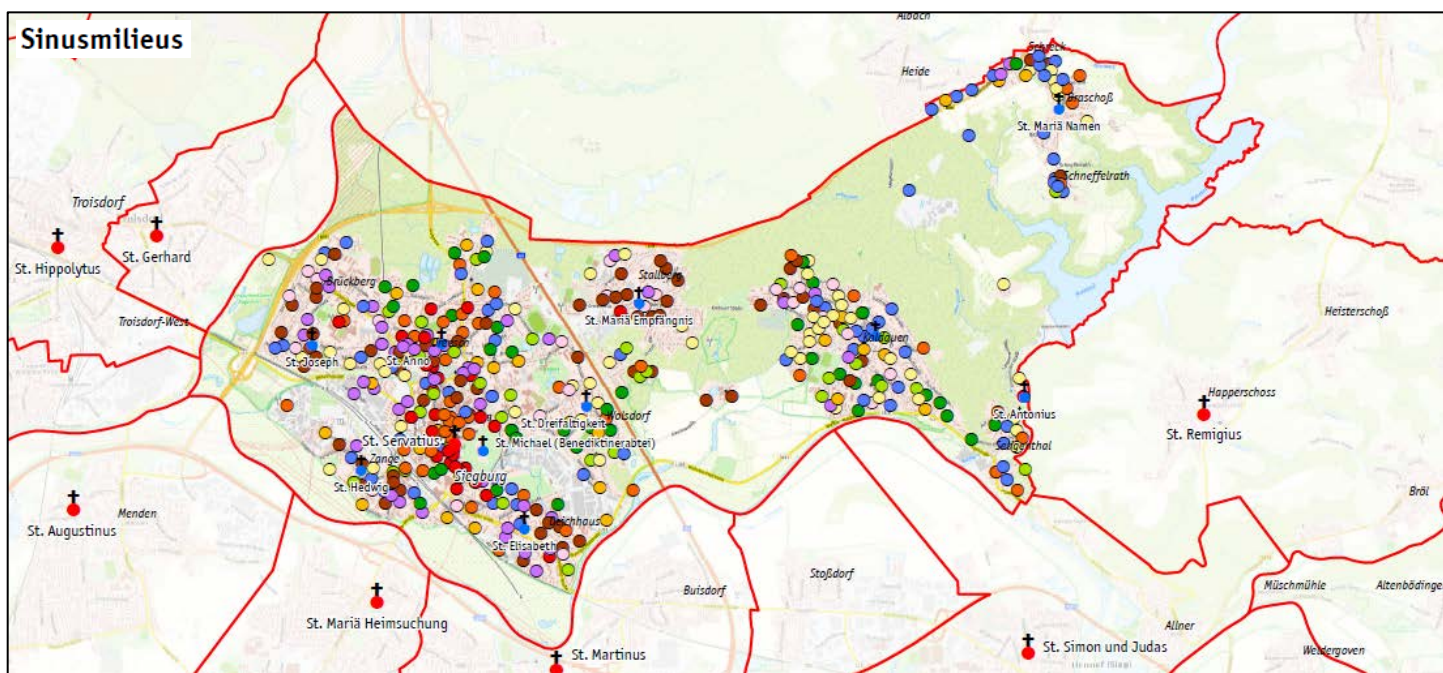 Sinusmilieus
Albach
Schreck
Heide
Braschoß
St. Mariä Namen
Schneffelrath
Troisdorf
St. Gerhard
St. Hippolytus
Brückberg
Stallberg
St. Mariä Empfängnis
Troisdorf-West
Heisterschoß
Kaldauen
St. Joseph
St. Anno
Happerschoss
Wolsdorf
St. Dreifaltigkeit
St. Antonius
St. Servatius
St. Michael (Benediktinerabtei)
St. Remigius
Seligenthal
Zange
Siegburg
St. Hedwig
Bröl
Menden
St. Augustinus
Deichhaus
St. Elisabeth
Stoßdorf
Buisdorf
Müschmühle
Altenbödinge
St. Mariä Heimsuchung
Allner
St. Martinus
St. Simon und Judas
Weldergoven